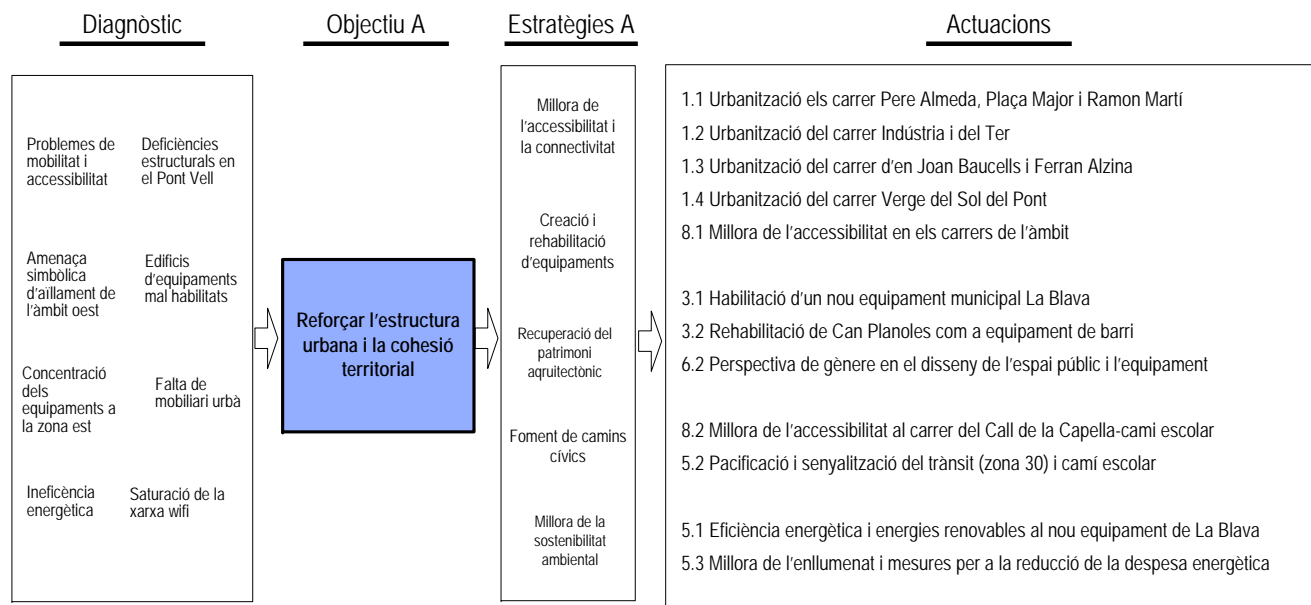 Diagnòstic
Objectiu A
Estratègies A
Actuacions
Problemes de
mobilitat i
accessibilitat
Deficiències
estructurals en
el Pont Vell
Amenaça
simbòlica
d'aïllament de
l'àmbit oest
Edificis
d'equipaments
mal habilitats
Concentració
dels
equipaments a
la zona est
Falta de
mobiliari urbà
Ineficència
energètica
Saturació de la
xarxa wifi
Reforçar l'estructura
urbana i la cohesió
territorial
Millora de
l'accessibilitat i
la connectivitat
Creació i
rehabilitació
d'equipaments
Recuperació del
patrimoni
aqruitectònic
Foment de camins
cívics
Millora de la
sostenibilitat
ambiental
1.1 Urbanització els carrer Pere Almeda, Plaça Major i Ramon Martí
1.2 Urbanització del carrer Indústria i del Ter
1.3 Urbanització del carrer d'en Joan Baucells i Ferran Alzina
1.4 Urbanització del carrer Verge del Sol del Pont
8.1 Millora de l'accessibilitat en els carrers de l'àmbit
3.1 Habilitació d'un nou equipament municipal La Blava
3.2 Rehabilitació de Can Planoles com a equipament de barri
6.2 Perspectiva de gènere en el disseny de l'espai públic i l'equipament
8.2 Millora de l'accessibilitat al carrer del Call de la Capella-cami escolar
5.2 Pacificació i senyalització del trànsit (zona 30) i camí escolar
5.1 Eficiència energètica i energies renovables al nou equipament de La Blava
5.3 Millora de l'enllumenat i mesures per a la reducció de la despesa energètica